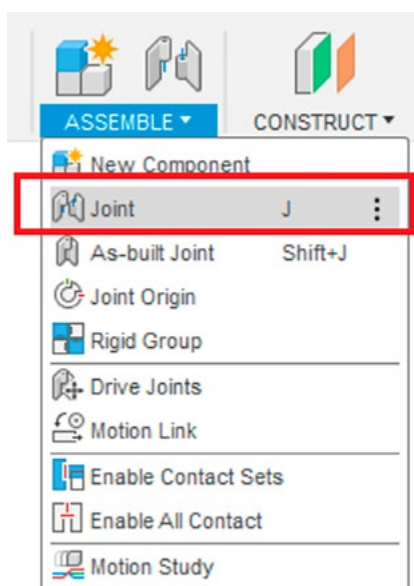 ASSEMBLE CONSTRUCT
New Component
Joint J
As-built Joint Shift+J
Joint Origin
Rigid Group
Drive Joints
Motion Link
Enable Contact Sets
Enable All Contact
Motion Study